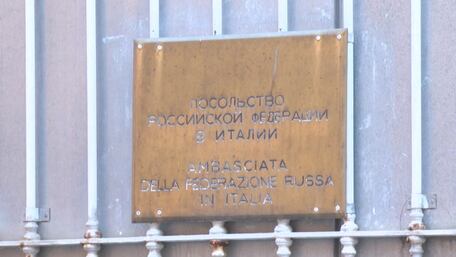 ПОСОЛЬСТВО
РОССИЙСКОЙ ФЕДЕРАЦИИ
В ИТАЛИИ
AMBASCIATA
DELLA FEDERAZIONE RUSSA
IN ITALIA